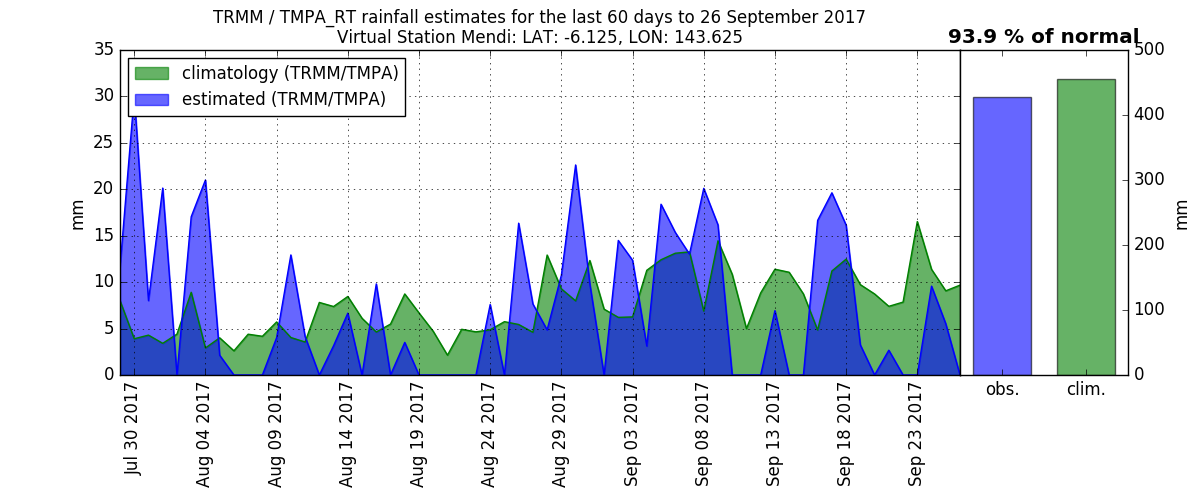 TRMM / TMPA_RT rainfall estimates for the last 60 days to 26 September 2017
Virtual Station Mendi: LAT: -6.125, LON: 143.625
93.9 % of normal
climatology (TRMM/TMPA)
estimated (TRMM/TMPA)
35
30
25
20
15
10
5
0
mm
Jul 30 2017
Aug 04 2017
Aug 09 2017
Aug 14 2017
Aug 19 2017
Aug 24 2017
Aug 29 2017
Sep 03 2017
Sep 08 2017
Sep 13 2017
Sep 18 2017
Sep 23 2017
obs.
clim.
500
400
300
200
100
0
mm